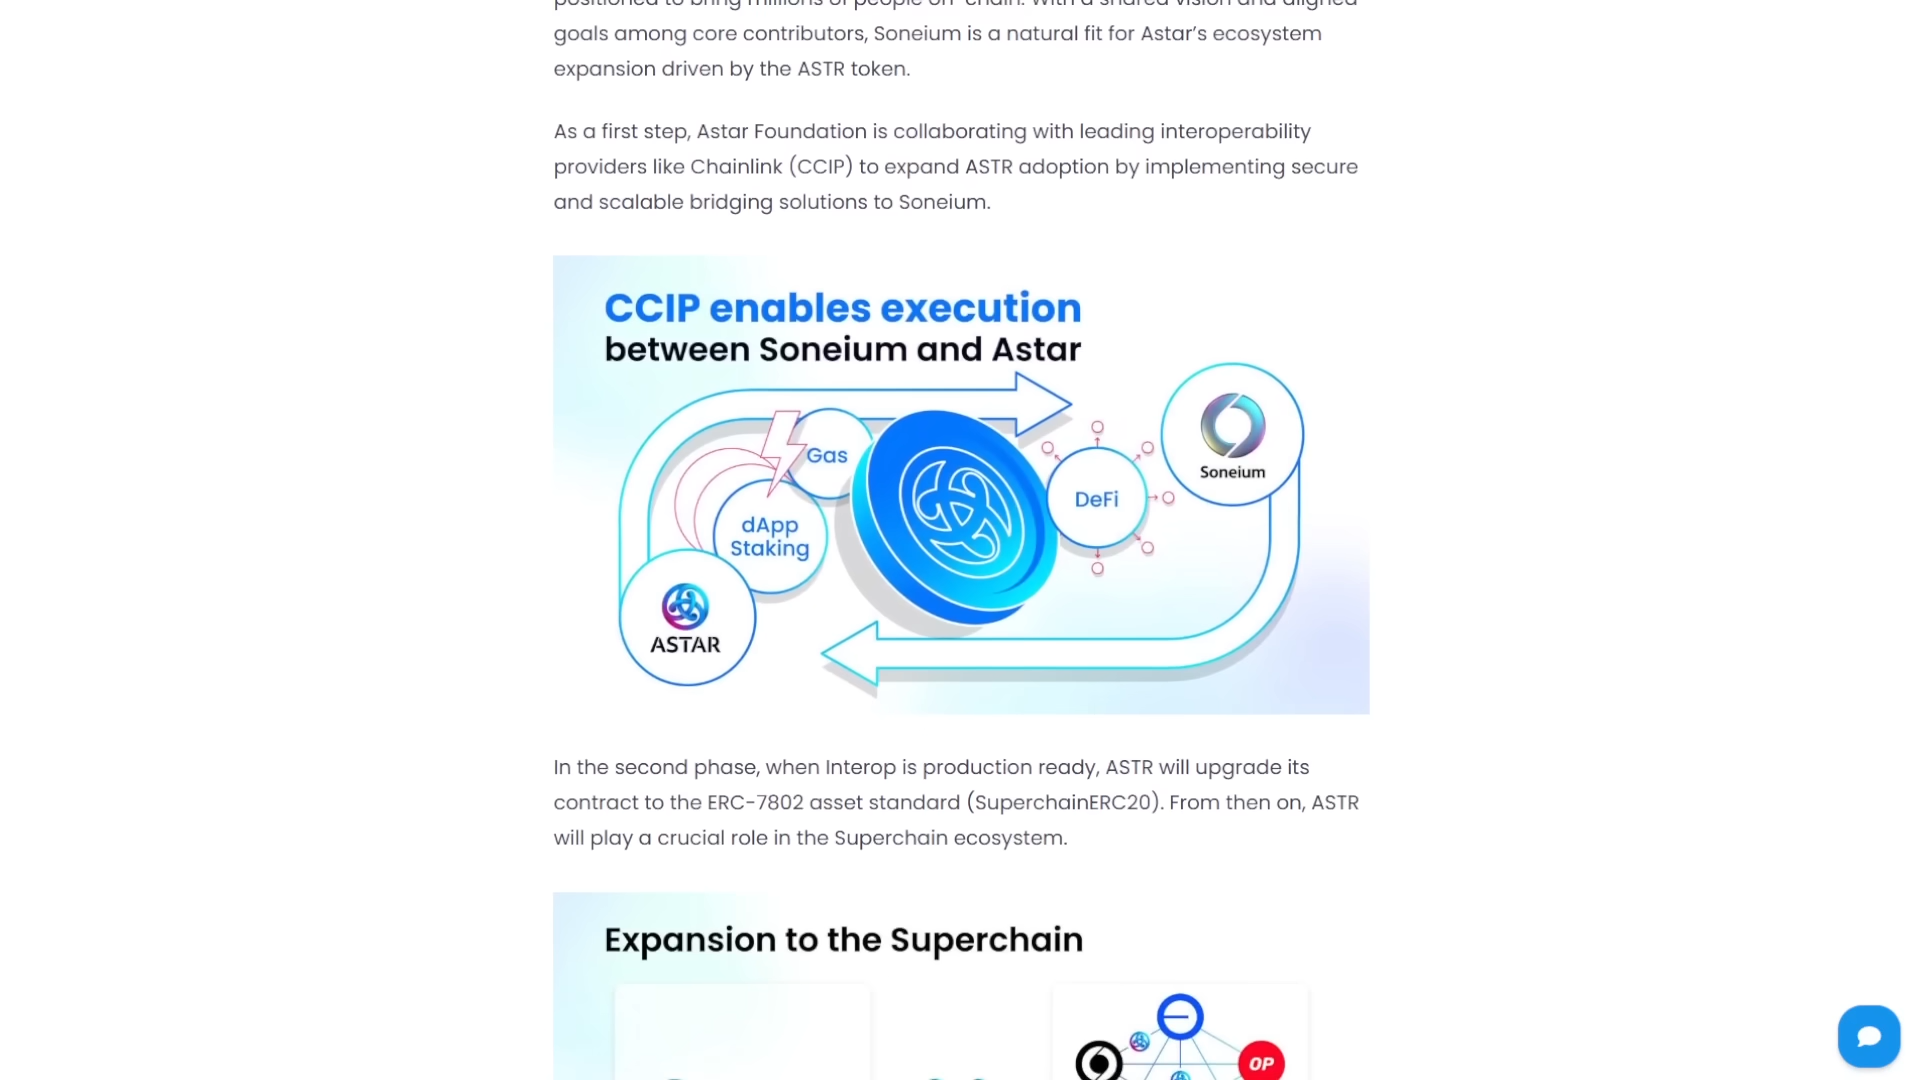 positioned to bring millions of people on-chain. With a shared vision and aligned
goals among core contributors, Soneium is a natural fit for Astar’s ecosystem
expansion driven by the ASTR token.
As a first step, Astar Foundation is collaborating with leading interoperability
providers like Chainlink (CCIP) to expand ASTR adoption by implementing secure
and scalable bridging solutions to Soneium.
CCIP enables execution
between Soneium and Astar
Gas
dApp
Staking
ASTAR
DeFi
Soneium
In the second phase, when Interop is production ready, ASTR will upgrade its
contract to the ERC-7802 asset standard (SuperchainERC20). From then on, ASTR
will play a crucial role in the Superchain ecosystem.
Expansion to the Superchain
OP